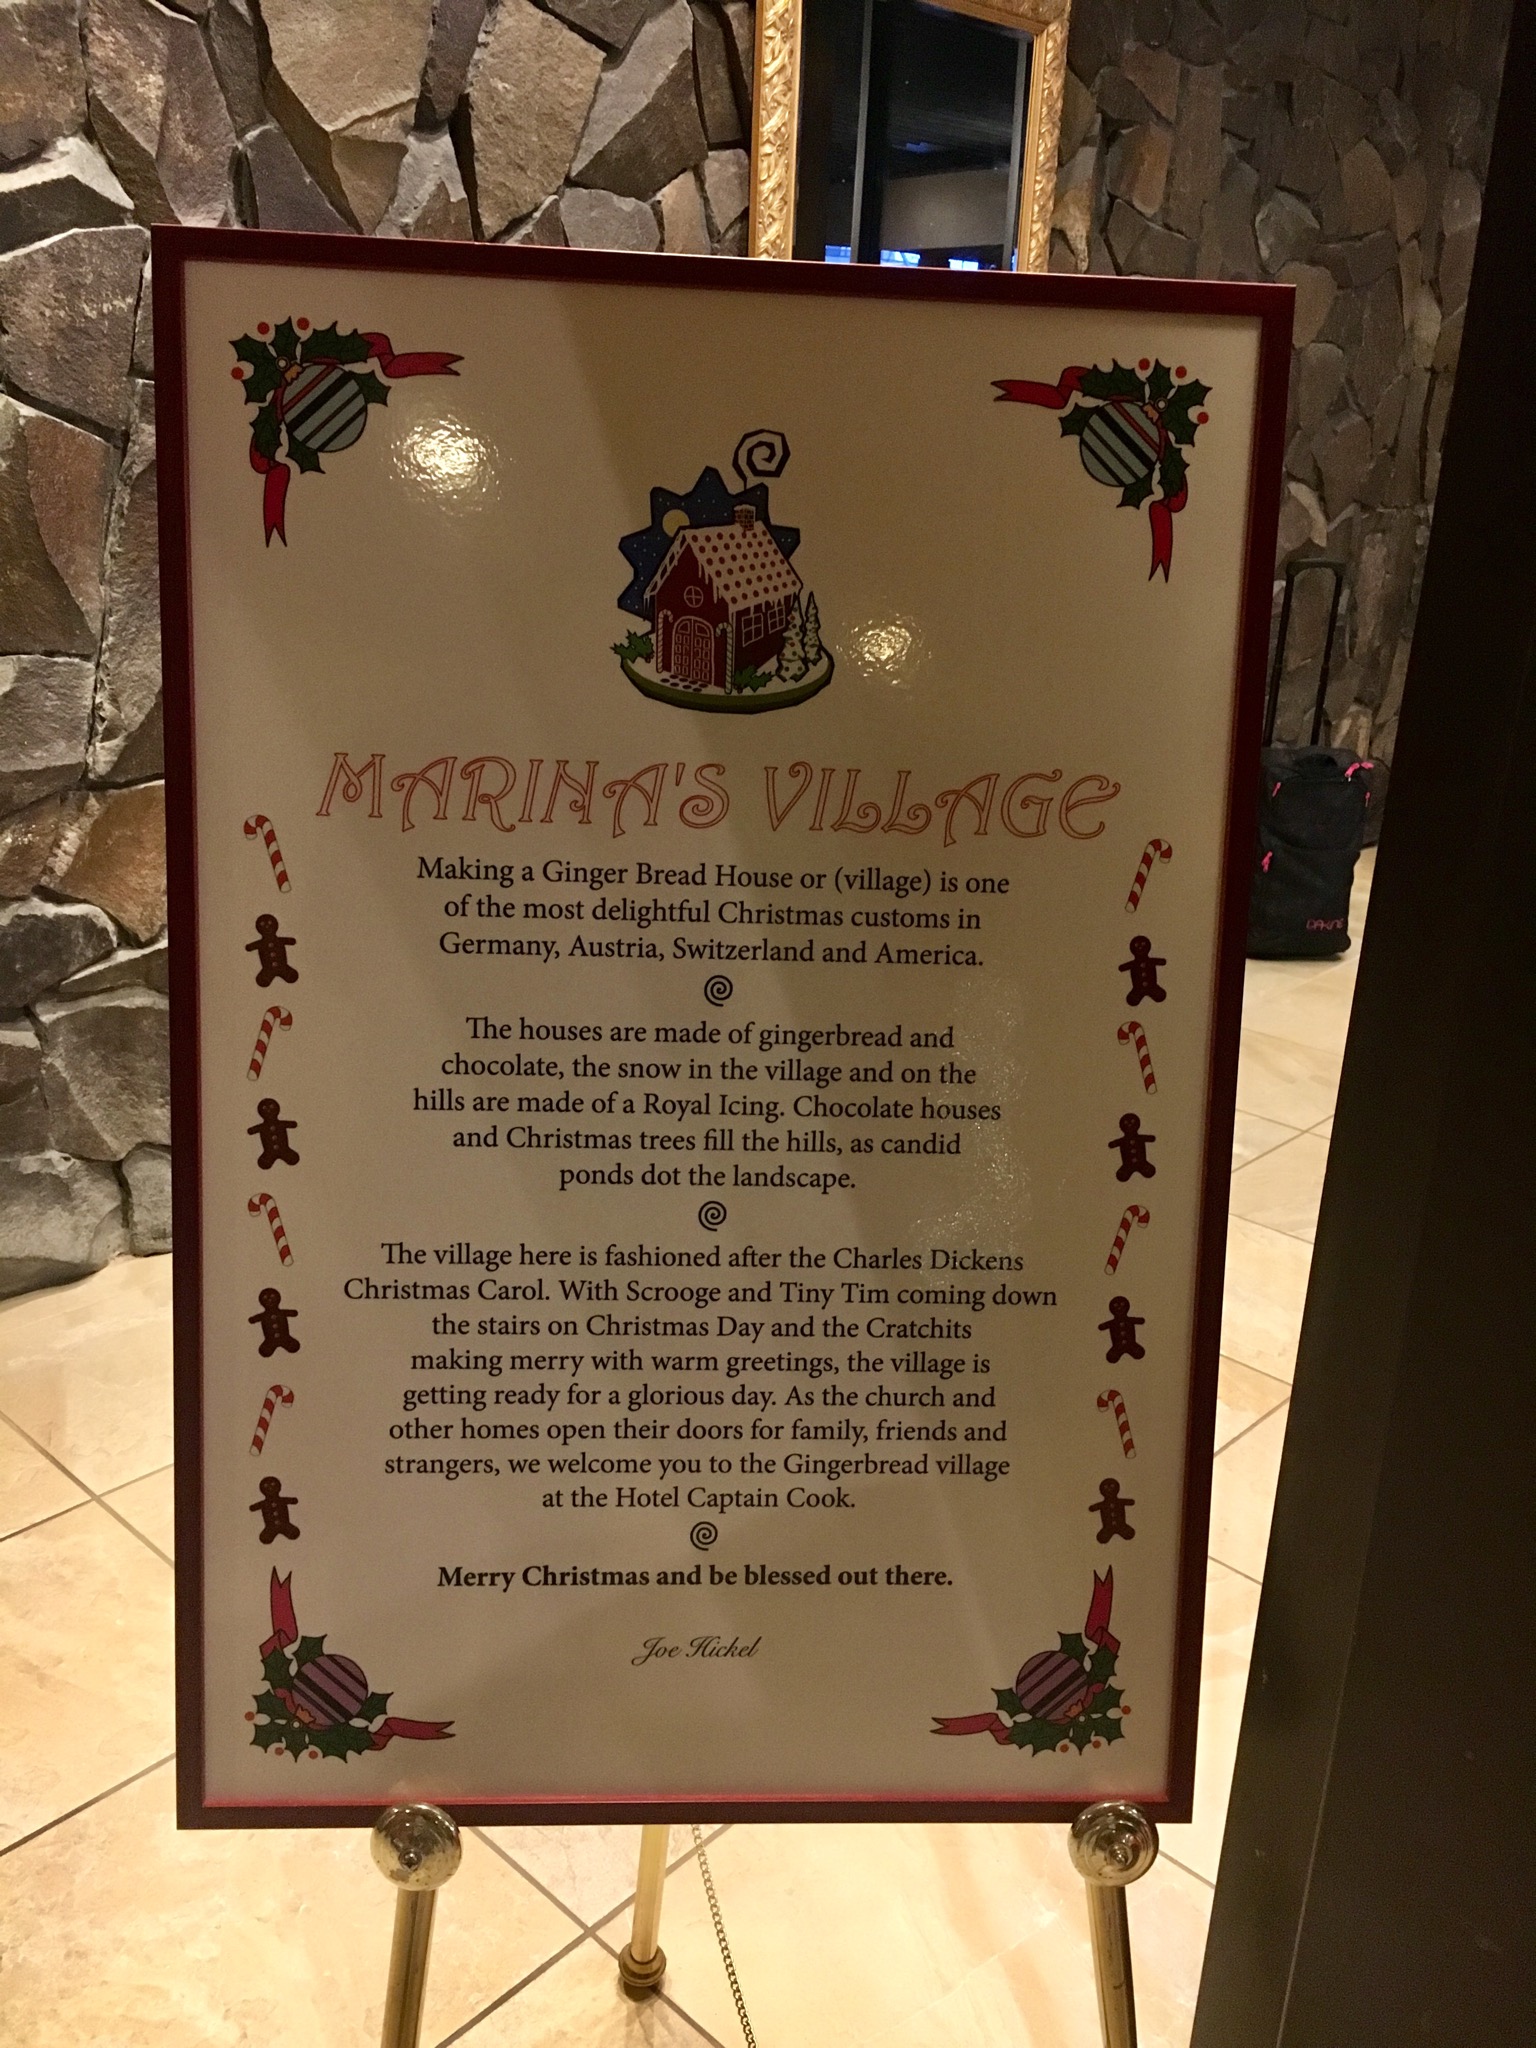 MARINA'S VILLAGE
Making a Ginger Bread House or (village) is one
of the most delightful Christmas customs in
Germany, Austria, Switzerland and America.
The houses are made of gingerbread and
chocolate, the snow in the village and on the
hills are made of a Royal Icing. Chocolate houses
and Christmas trees fill the hills, as candid
ponds dot the landscape.
The village here is fashioned after the Charles Dickens
Christmas Carol. With Scrooge and Tiny Tim coming down
the stairs on Christmas Day and the Cratchits
making merry with warm greetings, the village is
getting ready for a glorious day. As the church and
other homes open their doors for family, friends and
strangers, we welcome you to the Gingerbread village
at the Hotel Captain Cook.
Merry Christmas and be blessed out there.
Joe Hickel
DAKINE